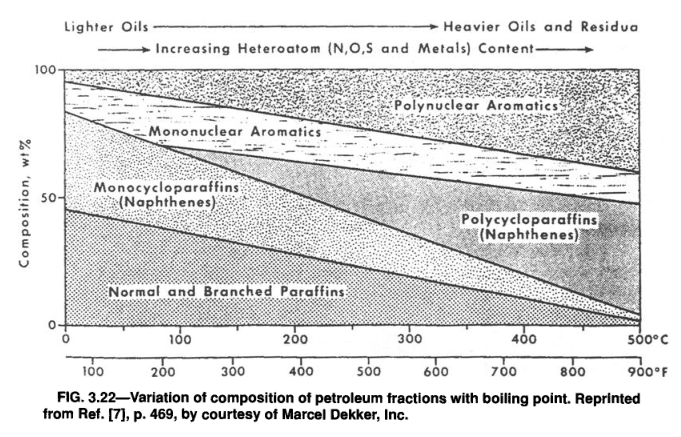 Lighter Oils Heavier Oils and Residua
Increasing Heteroatom (N,O,S and Metals) Content
100
Polynuclear Aromatics
Mononuclear Aromatics
Composition, wt%
50
Monocycloparaffins
(Naphthenes)
Polycycloparaffins
(Naphthenes)
Normal and Branched Paraffins
0
0 100 200 300 400 500°C
100 200 300 400 500 600 700 800 900°F
FIG. 3.22—Variation of composition of petroleum fractions with boiling point. Reprinted
from Ref. [7], p. 469, by courtesy of Marcel Dekker, Inc.